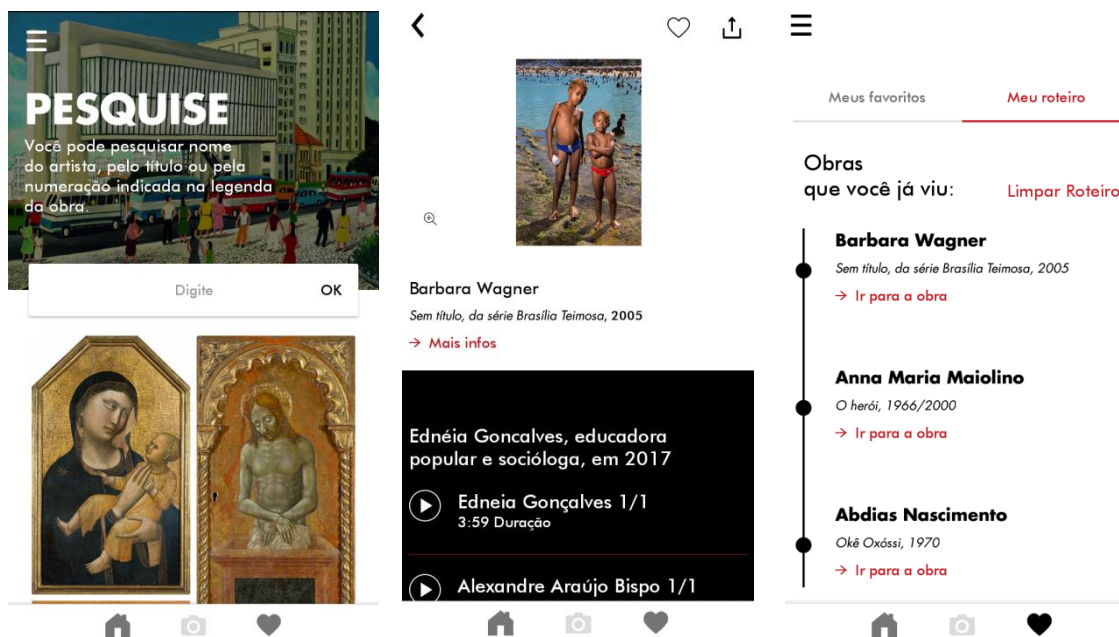 PESQUISE
Você pode pesquisar nome
do artista, pelo título ou pela
numeração indicada na legenda
da obra.
Digite OK
Barbara Wagner
Sem título, da série Brasília Teimosa, 2005
→ Mais infos
Ednéia Goncalves, educadora
popular e socióloga, em 2017
Edneia Gonçalves 1/1
3:59 Duração
Alexandre Araújo Bispo 1/1
Meus favoritos Meu roteiro
Obras
que você já viu: Limpar Roteiro
Barbara Wagner
Sem título, da série Brasília Teimosa, 2005
→ Ir para a obra
Anna Maria Maiolino
O herói, 1966/2000
→ Ir para a obra
Abdias Nascimento
Okê Oxóssi, 1970
→ Ir para a obra